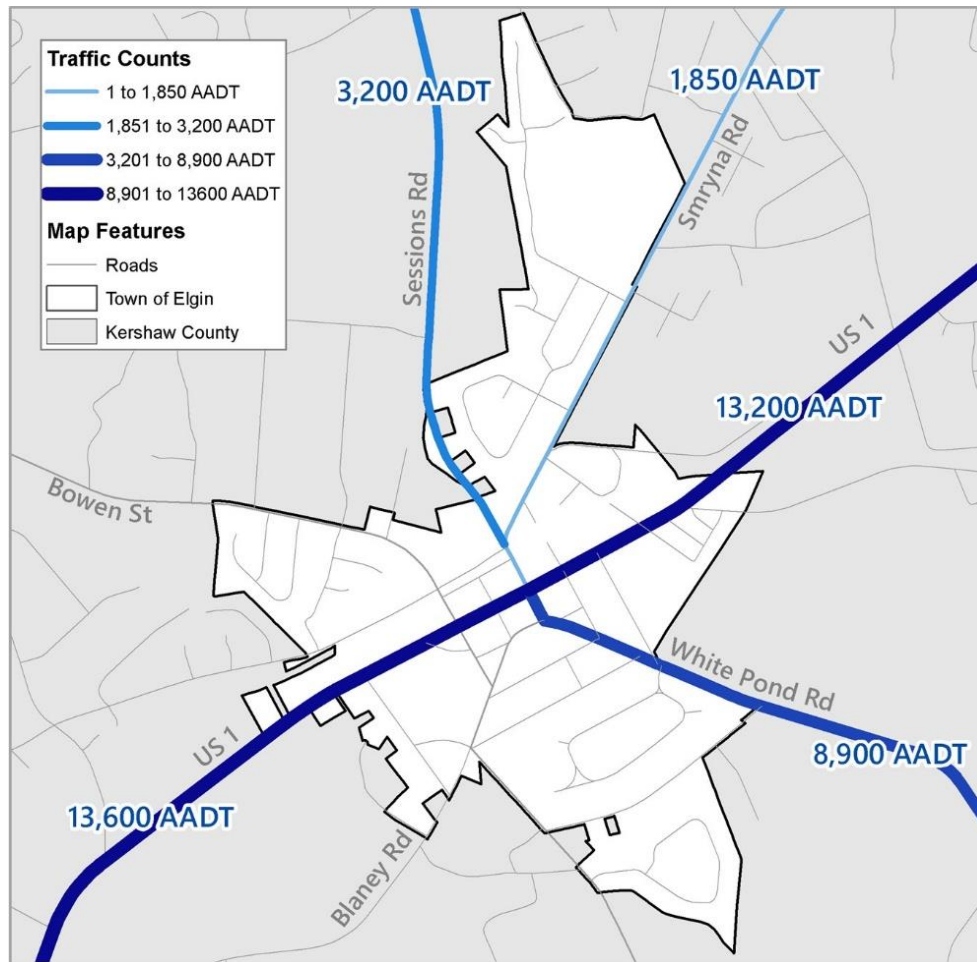 Traffic Counts
1 to 1,850 AADT
1,851 to 3,200 AADT
3,201 to 8,900 AADT
8,901 to 13600 AADT
Map Features
Roads
Town of Elgin
Kershaw County
3,200 AADT
1,850 AADT
Sessions Rd
Smryna Rd
US 1
13,200 AADT
Bowen St
White Pond Rd
US 1
8,900 AADT
13,600 AADT
Blaney Rd